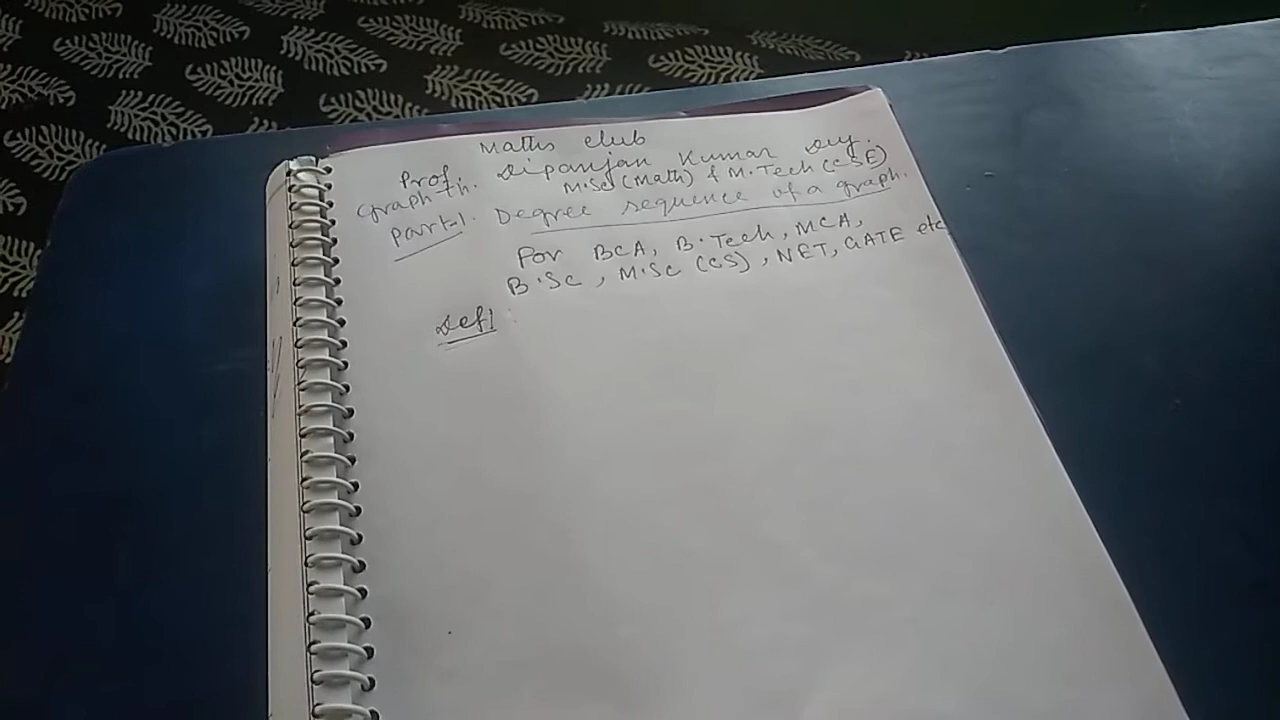 Maths club
Prof. Dipanjan Kumar Dey.
M.Sc (Math) & M.Tech (CSE)
Graph th.
Part-1. Degree sequence of a graph.
For BCA, B.Tech, MCA,
B.Sc, M.Sc (CS), NET, GATE etc
Def!